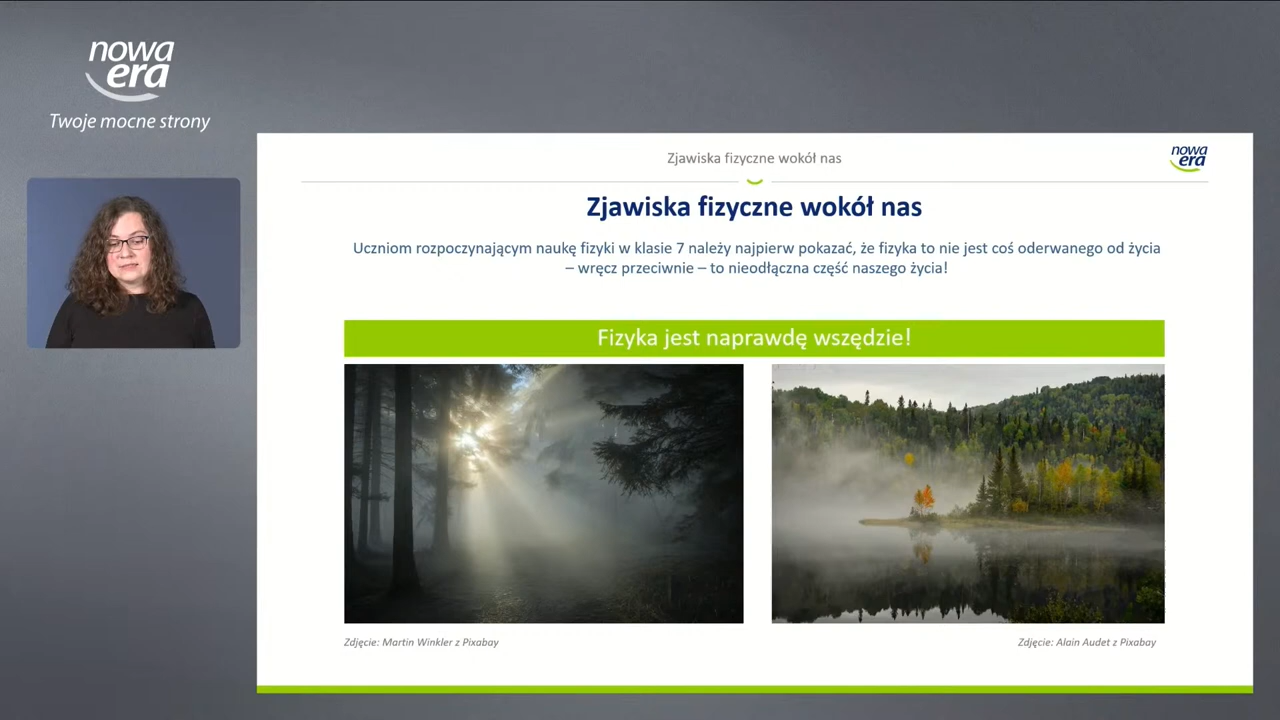 nowa
era
Twoje mocne strony
Zjawiska fizyczne wokół nas
nowa
era
Zjawiska fizyczne wokół nas
Uczniom rozpoczynającym naukę fizyki w klasie 7 należy najpierw pokazać, że fizyka to nie jest coś oderwanego od życia
– wręcz przeciwnie – to nieodłączna część naszego życia!
Fizyka jest naprawdę wszędzie!
Zdjęcie: Martin Winkler z Pixabay
Zdjęcie: Alain Audet z Pixabay